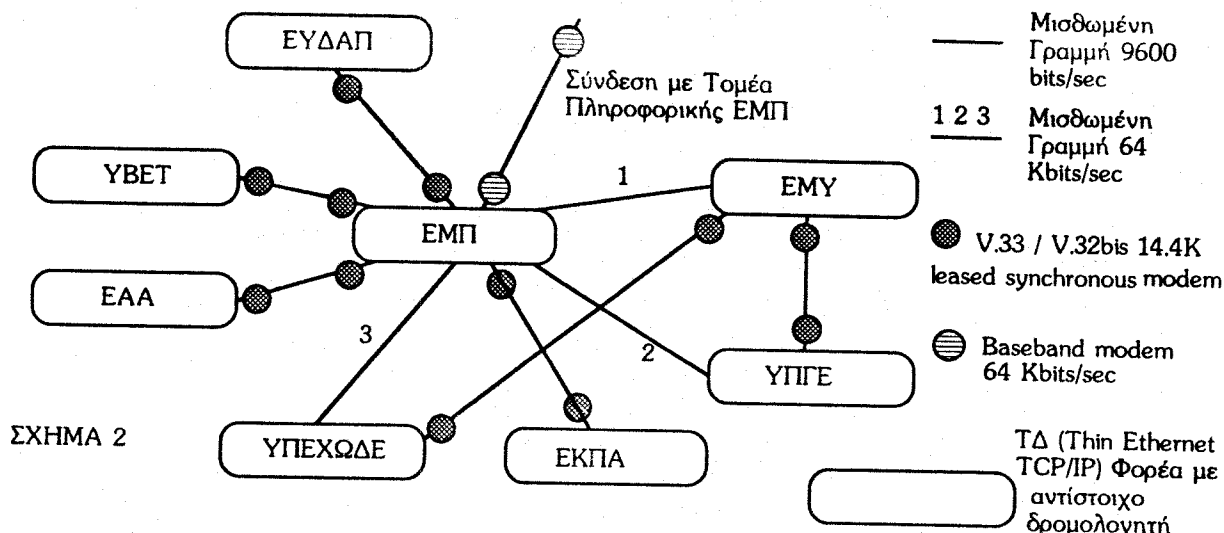 ΕΥΔΑΠ
Σύνδεση με Τομέα
Πληροφορικής ΕΜΠ
ΥΒΕΤ
1
ΕΜΥ
ΕΜΠ
ΕΑΑ
3
2
ΥΠΓΕ
ΣΧΗΜΑ 2
ΥΠΕΧΩΔΕ
ΕΚΠΑ
Μισθωμένη
Γραμμή 9600
bits/sec
1 2 3 Μισθωμένη
Γραμμή 64
Kbits/sec
V.33 / V.32bis 14.4K
leased synchronous modem
Baseband modem
64 Kbits/sec
ΤΔ (Thin Ethernet
TCP/IP) Φορέα με
αντίστοιχο
δρομολογητή